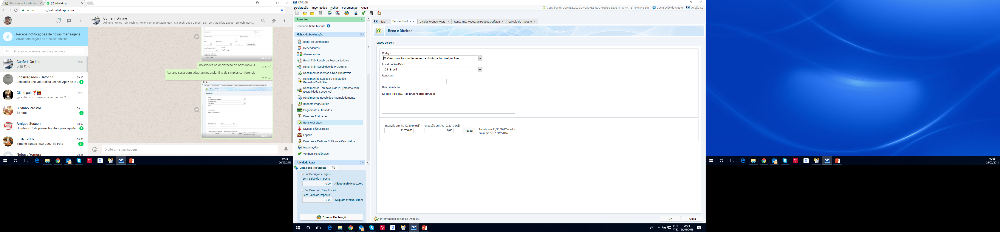 Windows — Receita Fed
(6) WhatsApp
Seguro
https://web.whatsapp.com
Conferir On line
Adriano - Unica - Six Tech, Antonio, Fernando Marangon - Six Tech, Jose Carlos - Six Tech, Maurício Lucas - Sixtech, Reyn...
Receba notificações de novas mensagens
Ativar notificações na área de trabalho
Procurar ou começar uma nova conversa
Conferir On line
09:35
Foto
Encarregados - Setor 11
09:35
Sebastião Enc. Jd Ataliba Leonel: Apaz de D...
1
Giih e pais
09:20
então vou começar a ver de nos 2
Silvinho Per Voi
09:14
Foto
2
Amigos Sescon
08:57
Humberto: Este poema bonito é para aquele...
1
IESA - 2007
08:56
Simone Santos IESA 2007: Foto
11
Nobuya Yomura
08:55
09:31
novidades na declaração de bens inoveis
09:32
Adriano seria bom adaptarmos a planilha de simples conferencia
09:32
Bens e Direitos
09:35
Digite uma mensagem
09:36
26/02/2018
IRPF 2018
Declaração Importações Fichas Ferramentas Ajuda
Contribuinte: JORGE LUIZ GONCALVES RODRIGUES SEGETI - (CPF: 151.440.948-80)
Declaração de Ajuste
Versão 1.0
Favoritos
Nenhuma ficha favorita
Fichas da Declaração
Ident. do Contribuinte
Dependentes
Alimentandos
Rend. Trib. Receb. de Pessoa Jurídica
Rend. Trib. Recebidos de PF/Exterior
Rendimentos Isentos e Não Tributáveis
Rendimentos Sujeitos à Tributação
Exclusiva/Definitiva
Rendimentos Tributáveis de PJ (Imposto com
Exigibilidade Suspensa)
Rendimentos Recebidos Acumuladamente
Imposto Pago/Retido
Pagamentos Efetuados
Doações Efetuadas
Bens e Direitos
Dívidas e Ônus Reais
Espólio
Doações a Partidos Políticos e Candidatos
Importações
Verificar Pendências
Atividade Rural
Opção pela Tributação:
Por Deduções Legais
Sem Saldo de Imposto
0,00
Alíquota efetiva: 0,00%
Por Desconto Simplificado
Sem Saldo de Imposto
0,00
Alíquota efetiva: 0,00%
Entregar Declaração
Início
Bens e Direitos
Dívidas e Ônus Reais
Rend. Trib. Receb. de Pessoa Jurídica
Cálculo do Imposto
Bens e Direitos
Dados do Bem
Código
21 - Veículo automotor terrestre: caminhão, automóvel, moto etc.
Localização (País)
105 - Brasil
Renavam
Discriminação
MITSUBSHI TR4 - 2008/2009 ADQ 10/2008
Situação em 31/12/2016 (R$)
Situação em 31/12/2017 (R$)
71.700,00
0,00
Repetir
Repete em 31/12/2017 o valor
em reais de 31/12/2016
Informações salvas às 09:36:00.
OK
Ajuda
POR
PTB2
09:36
26/02/2018
09:36
26/02/2018